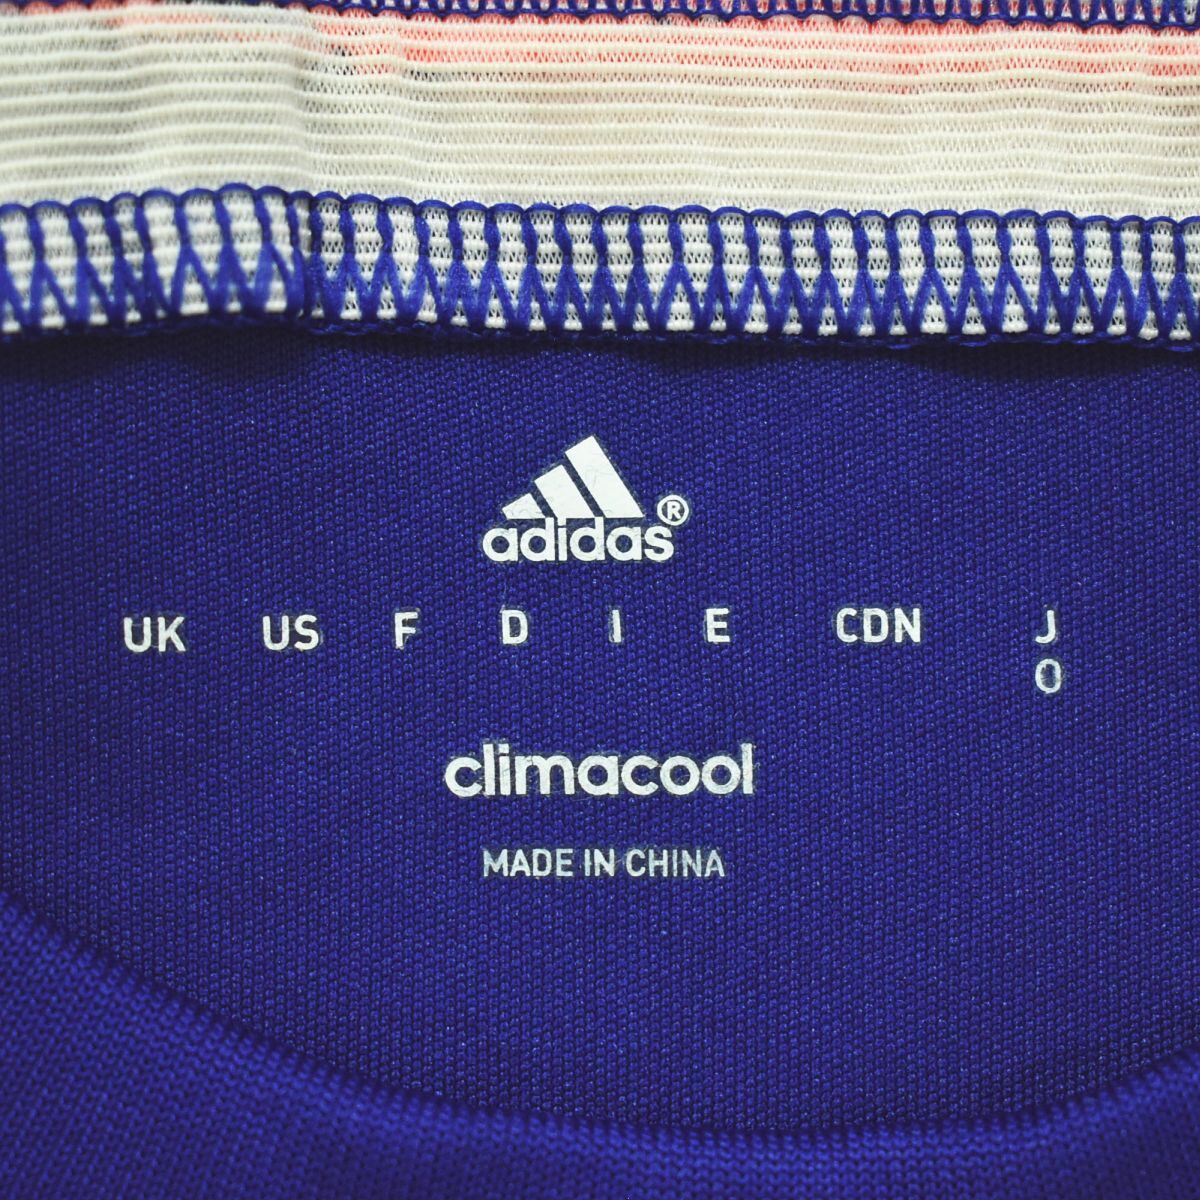 adidas®
UK US F D I E CDN J
O
climacool
MADE IN CHINA